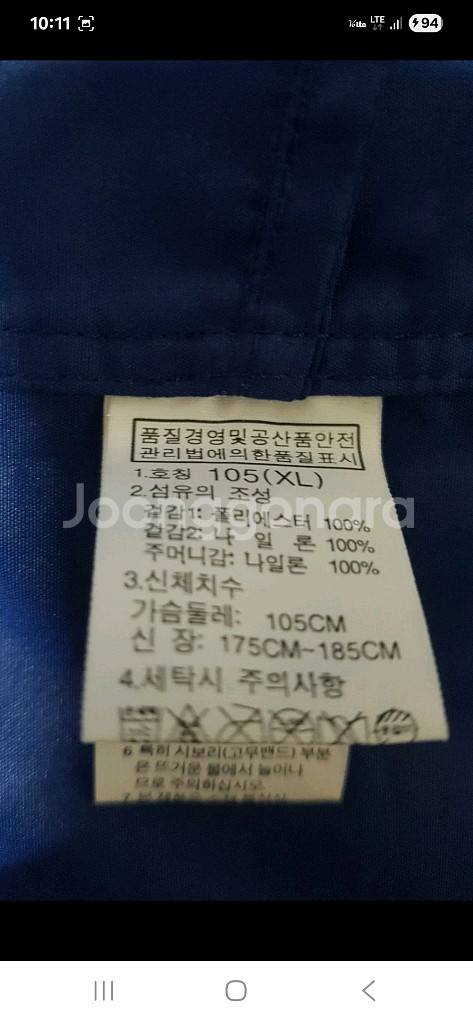 10:11
LTE
94
품질경영및공산품안전
관리법에의한품질표시
1.호칭 105(XL)
2.섬유의 조성
Joonggonara
겉감1: 폴리에스터 100%
겉감2: 나 일 론 100%
주머니감: 나일론 100%
3.신체치수
가슴둘레: 105CM
신 장: 175CM~185CM
4.세탁시 주의사항
6 특히 시보리(고무밴드) 부분
은 뜨거운 물에서 늘어나
므로 주의하십시오.